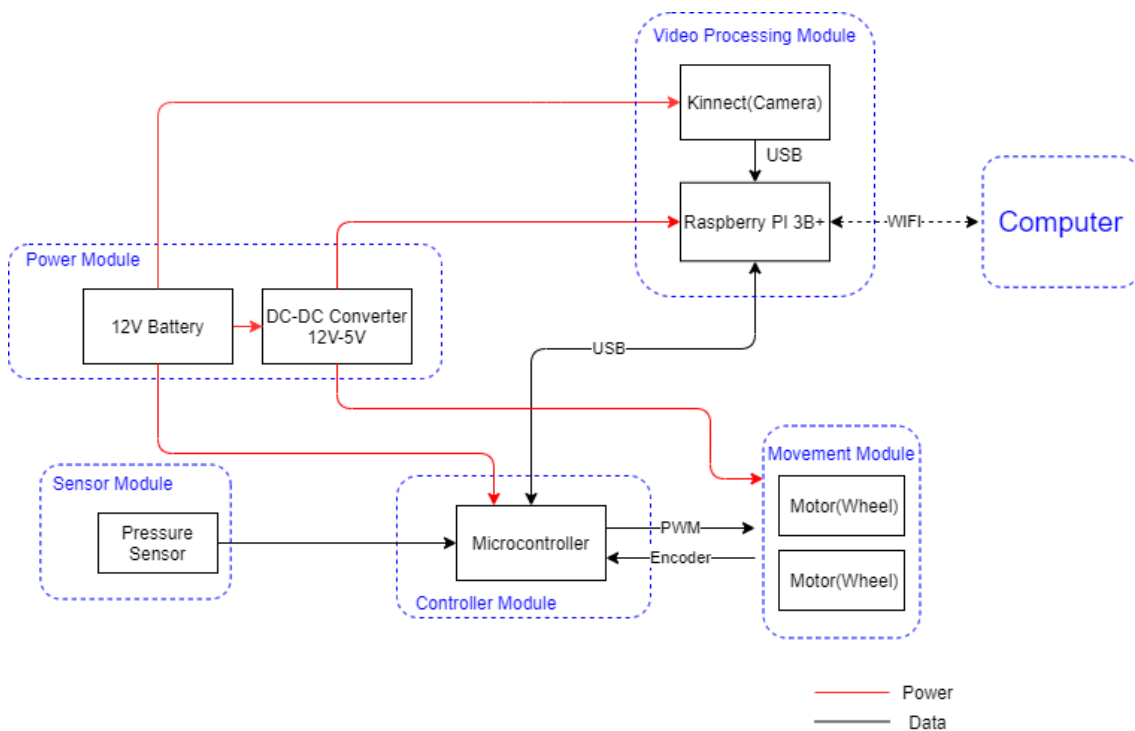 Video Processing Module
Kinnect(Camera)
USB
Raspberry PI 3B+
WIFI
Computer
Power Module
12V Battery
DC-DC Converter
12V-5V
USB
Movement Module
Motor(Wheel)
Motor(Wheel)
Sensor Module
Pressure
Sensor
Microcontroller
PWM
Encoder
Controller Module
Power
Data